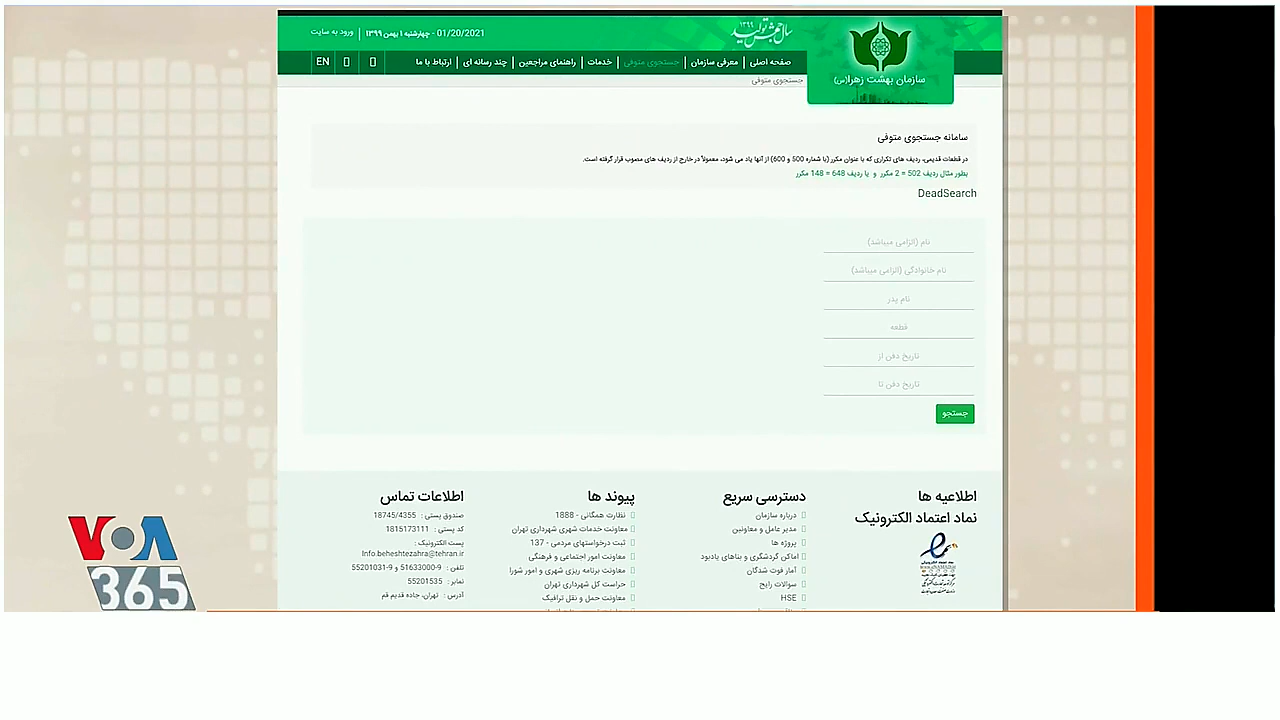 سال جهش تولید ۱۳۹۹
01/20/2021 - چهارشنبه ۱ بهمن ۱۳۹۹ | ورود به سایت
سازمان بهشت زهرا(س)
صفحه اصلی | معرفی سازمان | جستجوی متوفی | خدمات | راهنمای مراجعین | چند رسانه ای | ارتباط با ما
EN
جستجوی متوفی
سامانه جستجوی متوفی
در قطعات قدیمی، ردیف های تکراری که با عنوان مکرر (با شماره 500 و 600) از آنها یاد می شود، معمولاً در خارج از ردیف های مصوب قرار گرفته است.
بطور مثال ردیف 502 = 2 مکرر و یا ردیف 648 = 148 مکرر
DeadSearch
نام (الزامی میباشد)
نام خانوادگی (الزامی میباشد)
نام پدر
قطعه
تاریخ دفن از
تاریخ دفن تا
جستجو
اطلاعیه ها
نماد اعتماد الکترونیک
دسترسی سریع
درباره سازمان
مدیر عامل و معاونین
پروژه ها
اماکن گردشگری و بناهای یادبود
آمار فوت شدگان
سوالات رایج
HSE
پیوند ها
نظارت همگانی - 1888
معاونت خدمات شهری شهرداری تهران
ثبت درخواستهای مردمی - 137
معاونت امور اجتماعی و فرهنگی
معاونت برنامه ریزی شهری و امور شورا
حراست کل شهرداری تهران
معاونت حمل و نقل ترافیک
اطلاعات تماس
صندوق پستی : 18745/4355
کد پستی : 1815173111
پست الکترونیک :
Info.beheshtezahra@tehran.ir
تلفن : 9-51633000 و 9-55201031
نمابر : 55201535
آدرس : تهران، جاده قدیم قم
VOA
365